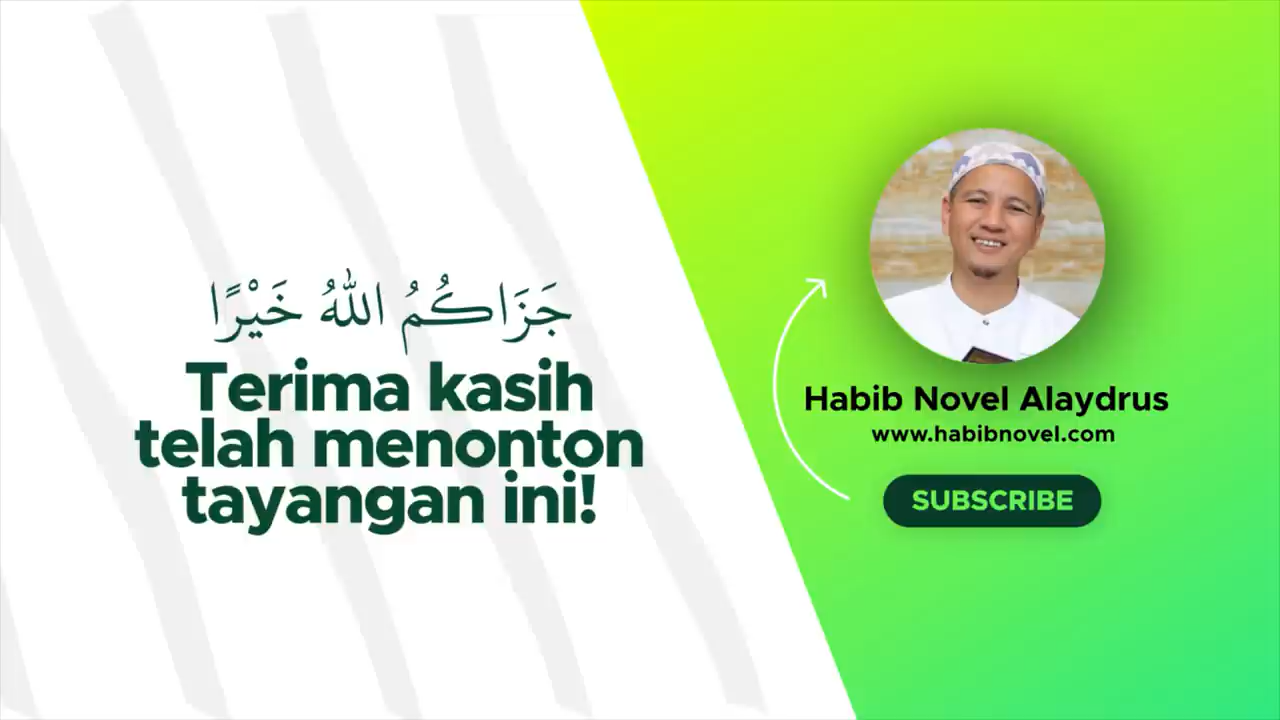 جَزَاكُمُ اللهُ خَيْرًا
Terima kasih
telah menonton
tayangan ini!
Habib Novel Alaydrus
www.habibnovel.com
SUBSCRIBE